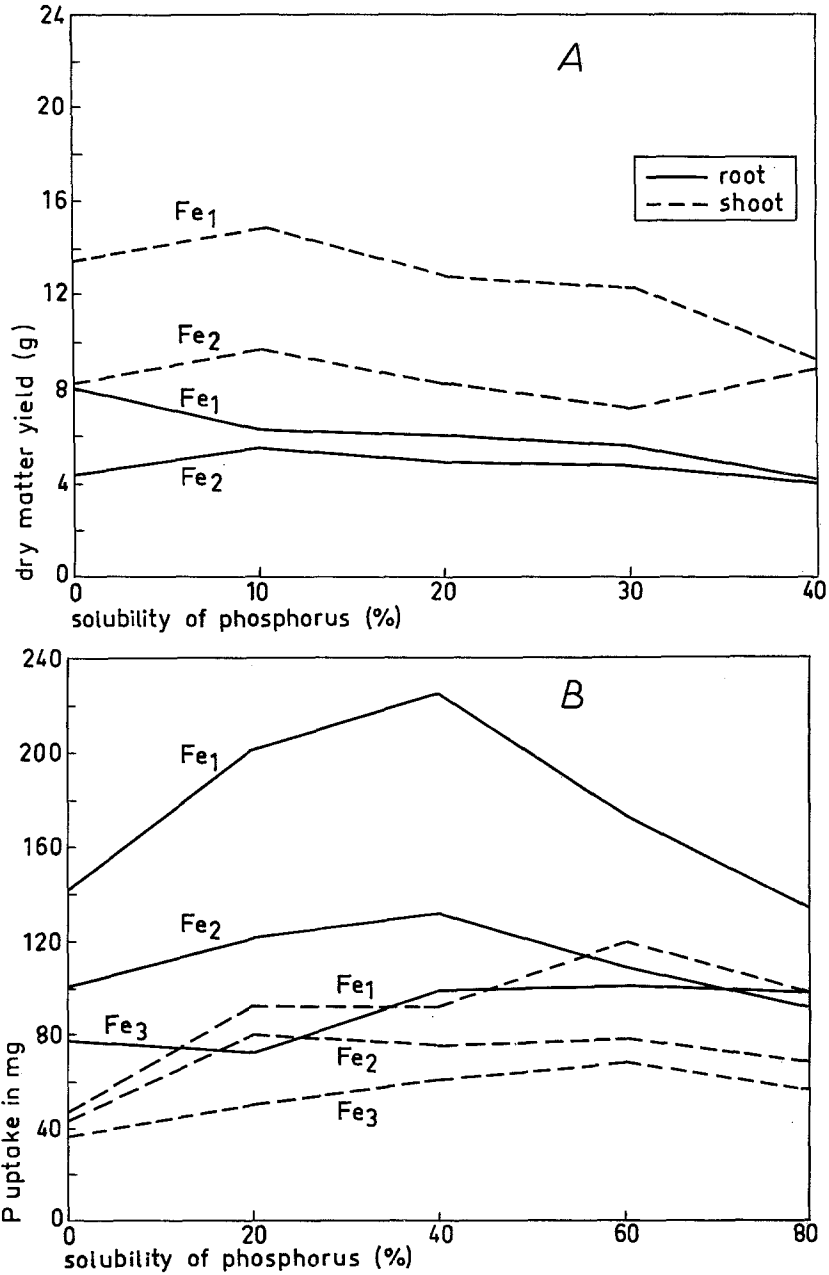 24
A
20
root
shoot
16
Fe1
12
Fe2
8
Fe1
4
Fe2
0
dry matter yield (g)
0 10 20 30 40
solubility of phosphorus (%)
240
B
200
Fe1
160
Fe2
120
Fe1
Fe3
80
Fe2
Fe3
40
0
P uptake in mg
0 20 40 60 80
solubility of phosphorus (%)